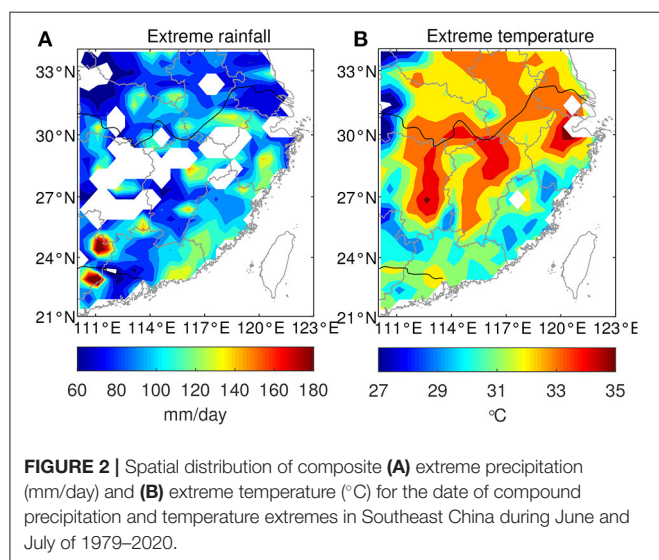 A Extreme rainfall
B Extreme temperature
33°N
30°N
27°N
24°N
21°N
111°E 114°E 117°E 120°E 123°E
33°N
30°N
27°N
24°N
21°N
111°E 114°E 117°E 120°E 123°E
60 80 100 120 140 160 180
mm/day
27 29 31 33 35
°C
FIGURE 2 | Spatial distribution of composite (A) extreme precipitation
(mm/day) and (B) extreme temperature (°C) for the date of compound
precipitation and temperature extremes in Southeast China during June and
July of 1979–2020.